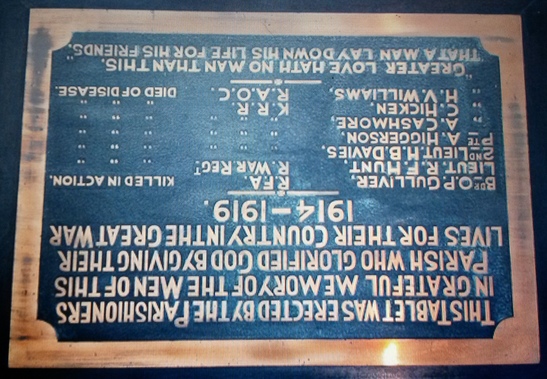 THIS TABLET WAS ERECTED BY THE PARISHIONERS
IN GRATEFUL MEMORY OF THE MEN OF THIS
PARISH WHO GLORIFIED GOD BY GIVING THEIR
LIVES FOR THEIR COUNTRY IN THE GREAT WAR
1914-1919.
BDR O.P. GULLIVER. R.F.A. KILLED IN ACTION.
LIEUT. R.F. HUNT. R. WAR REGT. " " "
2ND LIEUT. H.B. DAVIES. " " " " "
PTE A. HIGGERSON. " " " " "
" A. CASHMORE. " " " " "
" C. HICKEN. K.R.R. " " "
" H.V. WILLIAMS. R.A.O.C. DIED OF DISEASE.
"GREATER LOVE HATH NO MAN THAN THIS.
THAT A MAN LAY DOWN HIS LIFE FOR HIS FRIENDS."